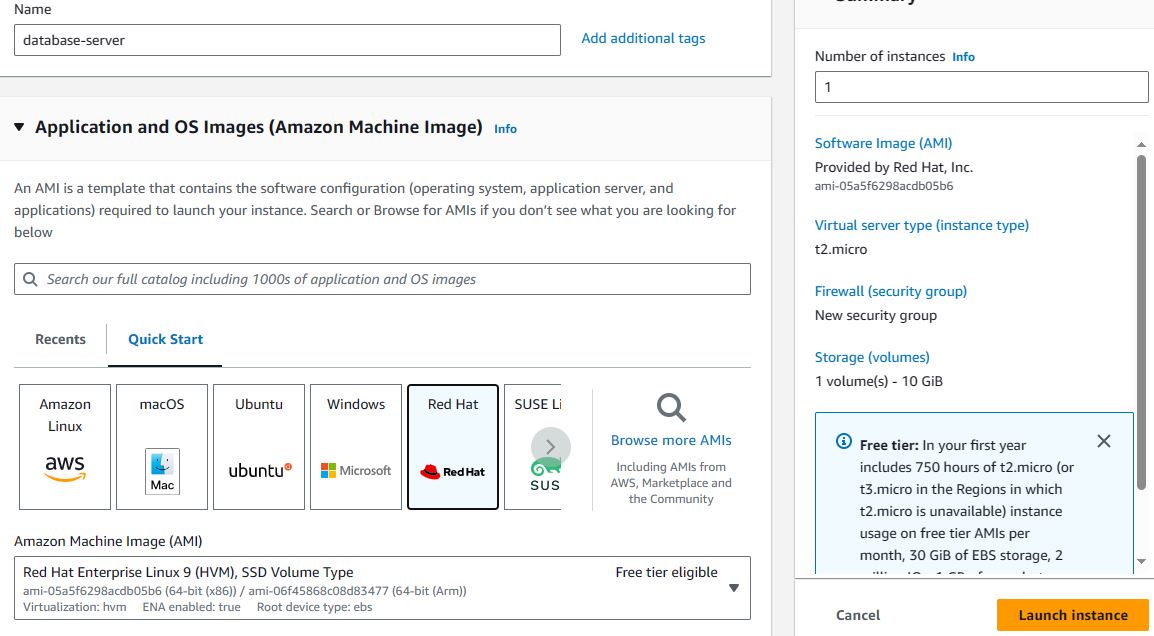 Name
database-server
Add additional tags
Application and OS Images (Amazon Machine Image) Info
An AMI is a template that contains the software configuration (operating system, application server, and
applications) required to launch your instance. Search or Browse for AMIs if you don’t see what you are looking for
below
Search our full catalog including 1000s of application and OS images
Recents
Quick Start
Amazon
Linux
aws
macOS
Mac
Ubuntu
ubuntu
Windows
Microsoft
Red Hat
RedHat
SUSE Li
SUS
Browse more AMIs
Including AMIs from
AWS, Marketplace and
the Community
Amazon Machine Image (AMI)
Red Hat Enterprise Linux 9 (HVM), SSD Volume Type
Free tier eligible
ami-05a5f6298acdb05b6 (64-bit (x86)) / ami-06f45868c08d83477 (64-bit (Arm))
Virtualization: hvm ENA enabled: true Root device type: ebs
Summary
Number of instances Info
1
Software Image (AMI)
Provided by Red Hat, Inc.
ami-05a5f6298acdb05b6
Virtual server type (instance type)
t2.micro
Firewall (security group)
New security group
Storage (volumes)
1 volume(s) - 10 GiB
Free tier: In your first year
includes 750 hours of t2.micro (or
t3.micro in the Regions in which
t2.micro is unavailable) instance
usage on free tier AMIs per
month, 30 GiB of EBS storage, 2
Cancel
Launch instance